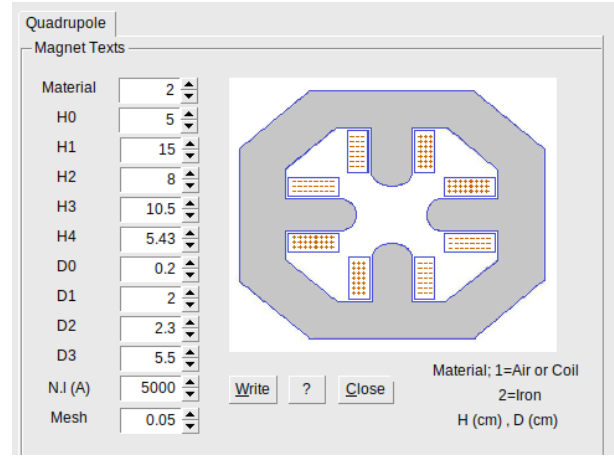 Quadrupole
Magnet Texts
Material 2
H0 5
H1 15
H2 8
H3 10.5
H4 5.43
D0 0.2
D1 2
D2 2.3
D3 5.5
N.I (A) 5000
Mesh 0.05
Write ? Close
Material; 1=Air or Coil
2=Iron
H (cm) , D (cm)